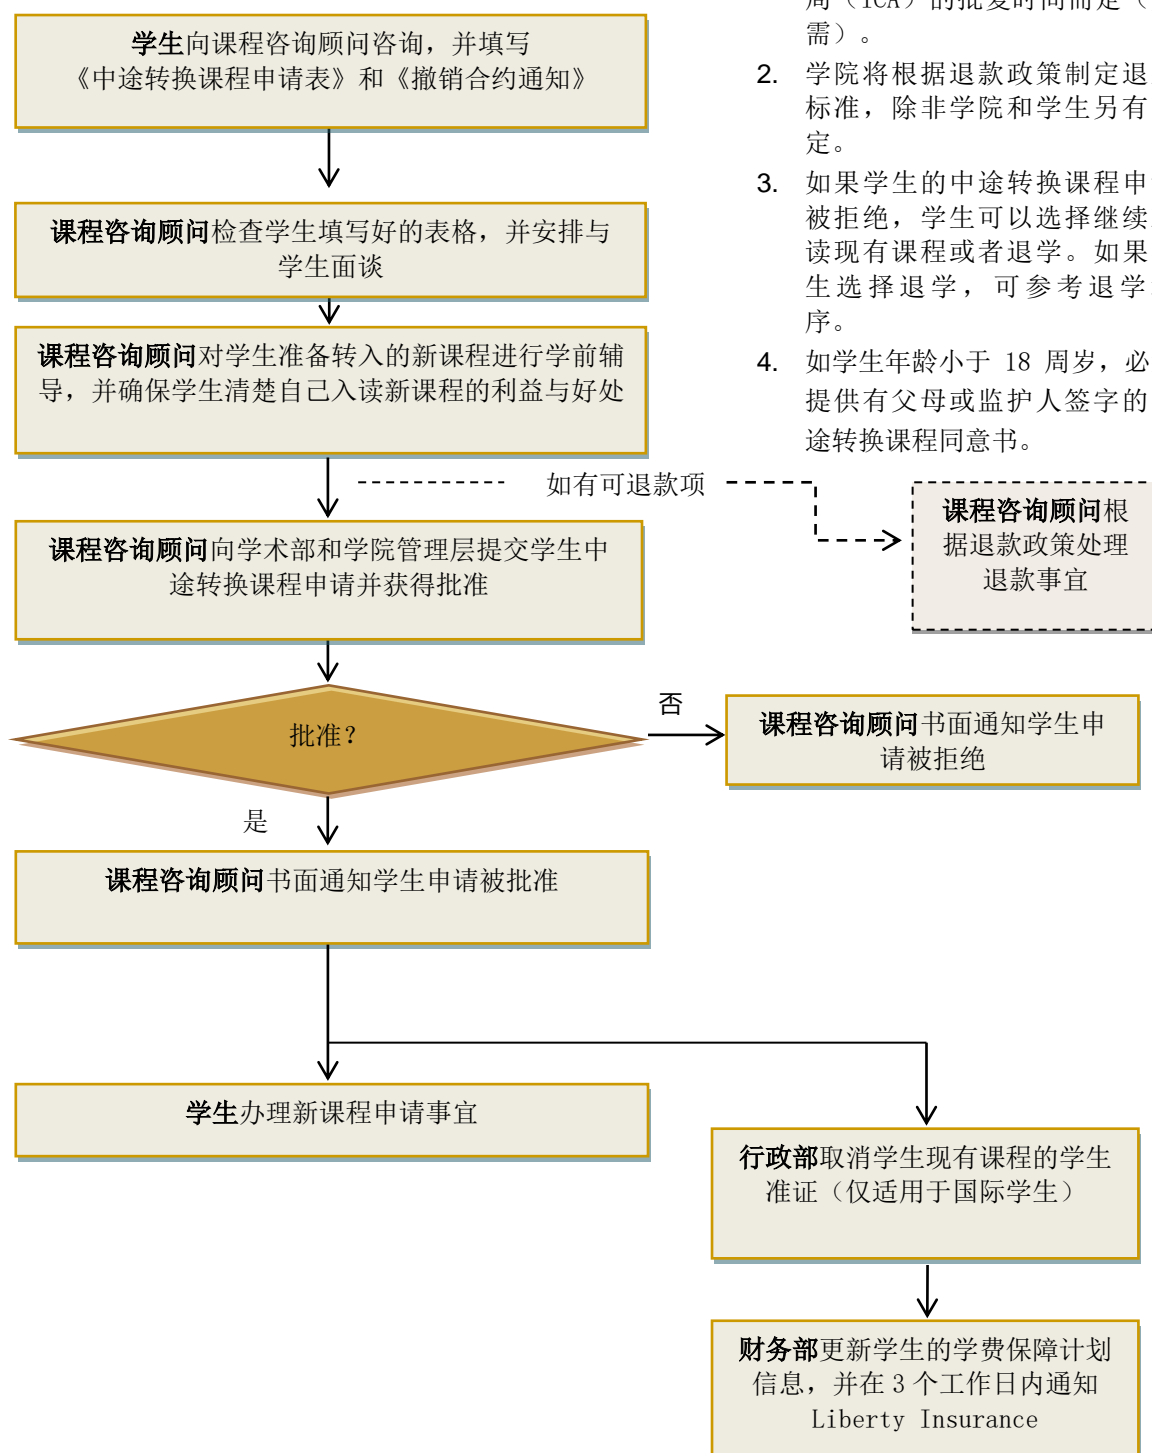 学生向课程咨询顾问咨询，并填写
《中途转换课程申请表》和《撤销合约通知》
课程咨询顾问检查学生填写好的表格，并安排与
学生面谈
课程咨询顾问对学生准备转入的新课程进行学前辅
导，并确保学生清楚自己入读新课程的利益与好处
局（ICA）的批复时间而定（
需）。
2. 学院将根据退款政策制定退
标准，除非学院和学生另有
定。
3. 如果学生的中途转换课程申
被拒绝，学生可以选择继续
读现有课程或者退学。如果
生选择退学，可参考退学
序。
4. 如学生年龄小于 18 周岁，必
提供有父母或监护人签字的
途转换课程同意书。
如有可退款项
课程咨询顾问根
据退款政策处理
退款事宜
课程咨询顾问向学术部和学院管理层提交学生中
途转换课程申请并获得批准
批准？
否
课程咨询顾问书面通知学生申
请被拒绝
是
课程咨询顾问书面通知学生申请被批准
学生办理新课程申请事宜
行政部取消学生现有课程的学生
准证（仅适用于国际学生）
财务部更新学生的学费保障计划
信息，并在 3 个工作日内通知
Liberty Insurance